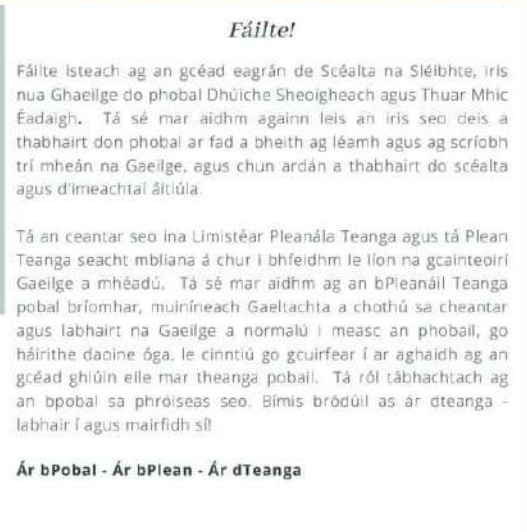 Fáilte!
Fáilte isteach ag an gcéad eagrán de Scéalta na Sléibhte, iris
nua Ghaeilge do phobal Dhúiche Sheoigheach agus Thuar Mhic
Éadaigh. Tá sé mar aidhm againn leis an iris seo deis a
thabhairt don phobal ar fad a bheith ag léamh agus ag scríobh
trí mheán na Gaeilge, agus chun ardán a thabhairt do scéalta
agus d'imeachtaí áitiúla.
Tá an ceantar seo ina Limistéar Pleanála Teanga agus tá Plean
Teanga seacht mbliana á chur i bhfeidhm le líon na gcainteoirí
Gaeilge a mhéadú. Tá sé mar aidhm ag an bPleanáil Teanga
pobal bríomhar, muiníneach Gaeltachta a chothú sa cheantar
agus labhairt na Gaeilge a normalú i measc an phobail, go
háirithe daoine óga, le cinntiú go gcuirfear í ar aghaidh ag an
gcéad ghlúin eile mar theanga pobail. Tá ról tábhachtach ag
an bpobal sa phróiseas seo. Bímis bródúil as ár dteanga -
labhair í agus mairfidh sí!
Ár bPobal - Ár bPlean - Ár dTeanga